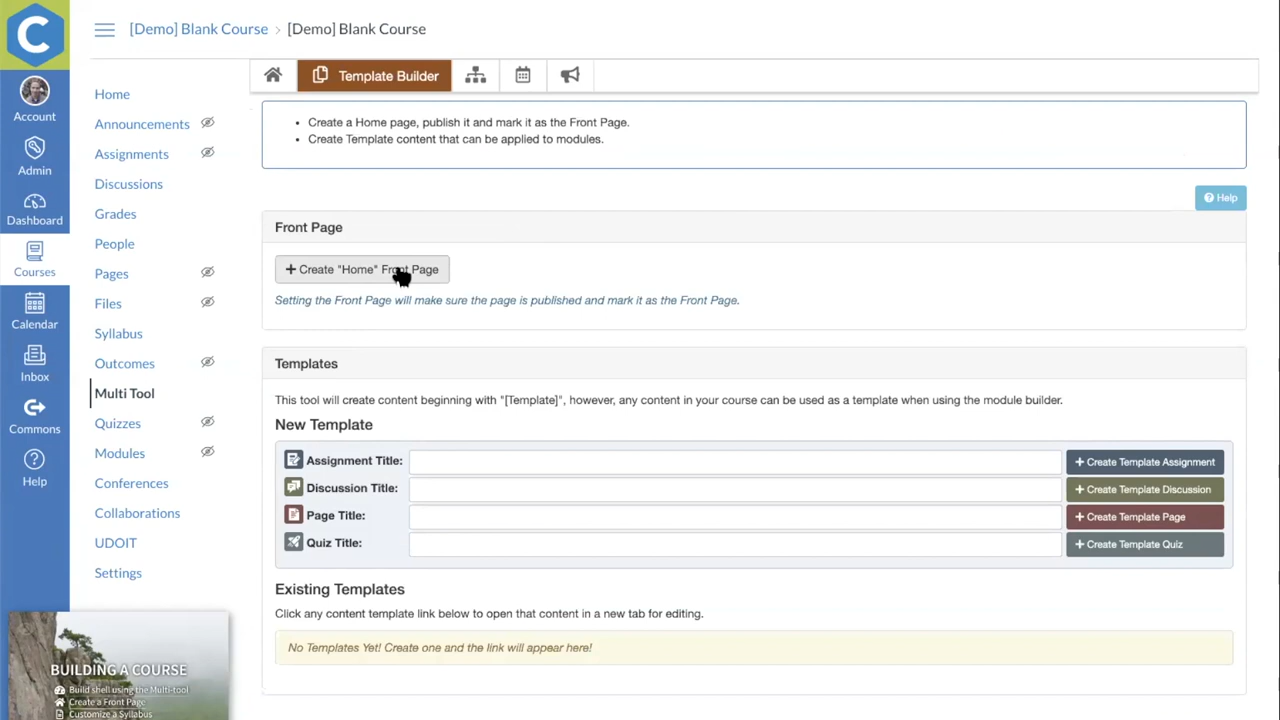 [Demo] Blank Course > [Demo] Blank Course
Account
Admin
Dashboard
Courses
Calendar
Inbox
Commons
Help
Home
Announcements
Assignments
Discussions
Grades
People
Pages
Files
Syllabus
Outcomes
Multi Tool
Quizzes
Modules
Conferences
Collaborations
UDOIT
Settings
BUILDING A COURSE
Build shell using the Multi-tool
Create a Front Page
Customize a Syllabus
Template Builder
• Create a Home page, publish it and mark it as the Front Page.
• Create Template content that can be applied to modules.
Help
Front Page
+ Create "Home" Front Page
Setting the Front Page will make sure the page is published and mark it as the Front Page.
Templates
This tool will create content beginning with "[Template]", however, any content in your course can be used as a template when using the module builder.
New Template
Assignment Title: + Create Template Assignment
Discussion Title: + Create Template Discussion
Page Title: + Create Template Page
Quiz Title: + Create Template Quiz
Existing Templates
Click any content template link below to open that content in a new tab for editing.
No Templates Yet! Create one and the link will appear here!